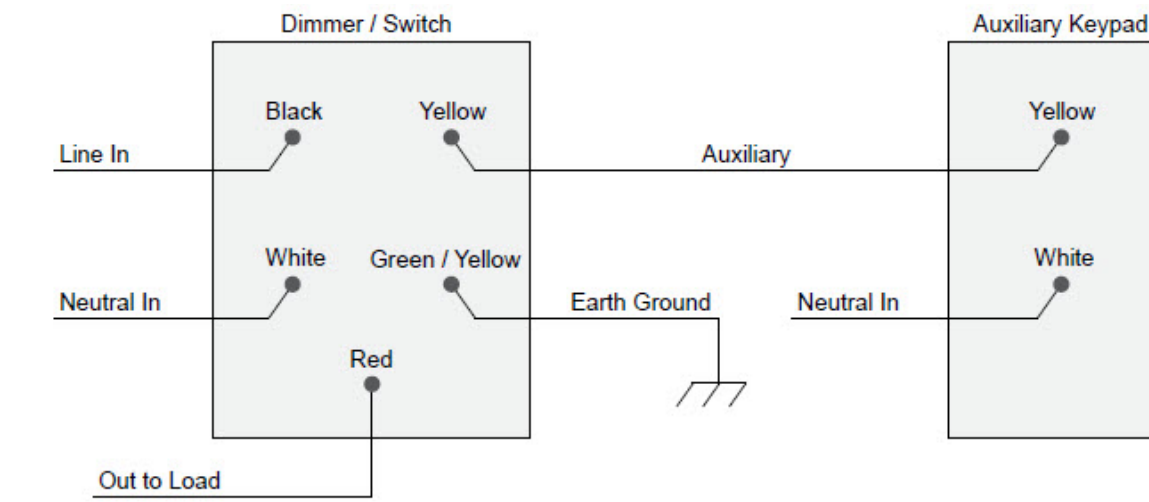 Dimmer / Switch
Auxiliary Keypad
Black
Yellow
Yellow
Line In
Auxiliary
White
Green / Yellow
White
Neutral In
Earth Ground
Neutral In
Red
Out to Load